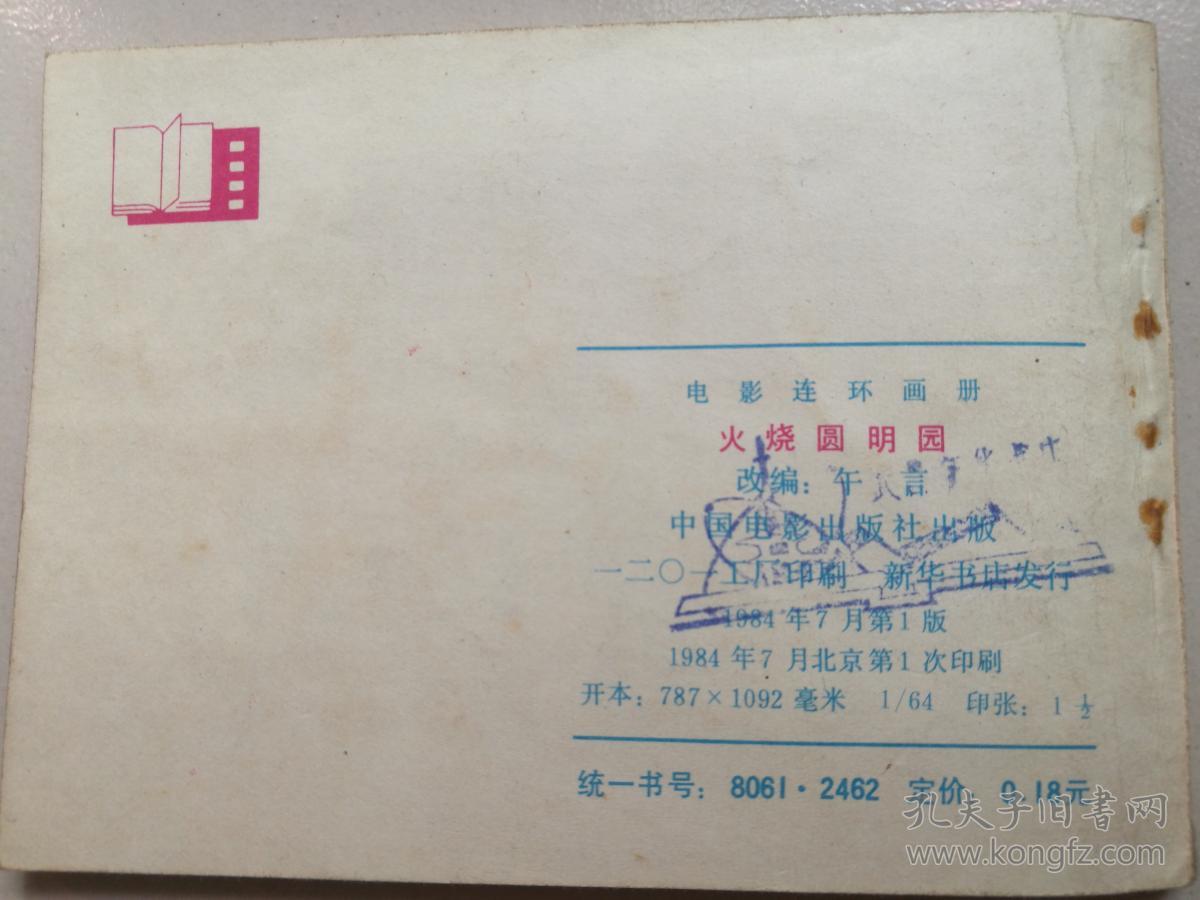 电影连环画册
火烧圆明园
改编：午言
中国电影出版社出版
一二〇一工厂印刷 新华书店发行
1984年7月第1版
1984年7月北京第1次印刷
开本：787×1092毫米 1/64 印张：1 1/2
统一书号：8061·2462 定价：0.18元
孔夫子旧书网
www.kongfz.com